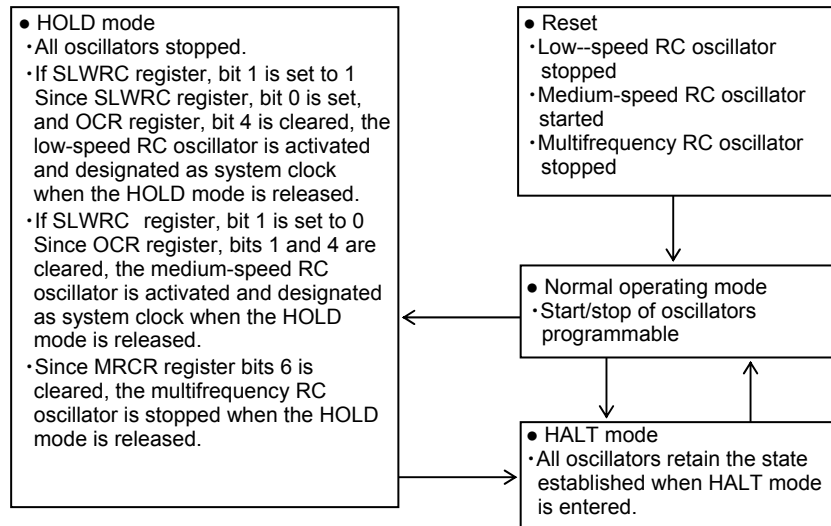 ● HOLD mode
・All oscillators stopped.
・If SLWRC register, bit 1 is set to 1
Since SLWRC register, bit 0 is set,
and OCR register, bit 4 is cleared, the
low-speed RC oscillator is activated
and designated as system clock
when the HOLD mode is released.
・If SLWRC register, bit 1 is set to 0
Since OCR register, bits 1 and 4 are
cleared, the medium-speed RC
oscillator is activated and designated
as system clock when the HOLD
mode is released.
・Since MRCR register bits 6 is
cleared, the multifrequency RC
oscillator is stopped when the HOLD
mode is released.
● Reset
・Low--speed RC oscillator
stopped
・Medium-speed RC oscillator
started
・Multifrequency RC oscillator
stopped
● Normal operating mode
・Start/stop of oscillators
programmable
● HALT mode
・All oscillators retain the state
established when HALT mode
is entered.